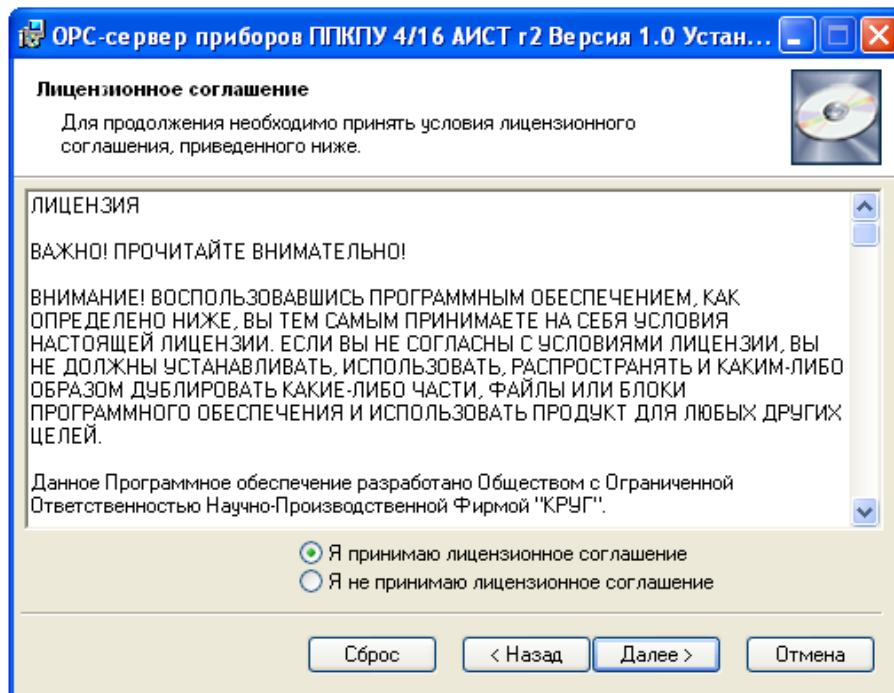 OPC-сервер приборов ППКПУ 4/16 АИСТ r2 Версия 1.0 Устан...
Лицензионное соглашение
Для продолжения необходимо принять условия лицензионного
соглашения, приведенного ниже.
ЛИЦЕНЗИЯ
ВАЖНО! ПРОЧИТАЙТЕ ВНИМАТЕЛЬНО!
ВНИМАНИЕ! ВОСПОЛЬЗОВАВШИСЬ ПРОГРАММНЫМ ОБЕСПЕЧЕНИЕМ, КАК
ОПРЕДЕЛЕНО НИЖЕ, ВЫ ТЕМ САМЫМ ПРИНИМАЕТЕ НА СЕБЯ УСЛОВИЯ
НАСТОЯЩЕЙ ЛИЦЕНЗИИ. ЕСЛИ ВЫ НЕ СОГЛАСНЫ С УСЛОВИЯМИ ЛИЦЕНЗИИ, ВЫ
НЕ ДОЛЖНЫ УСТАНАВЛИВАТЬ, ИСПОЛЬЗОВАТЬ, РАСПРОСТРАНЯТЬ И КАКИМ-ЛИБО
ОБРАЗОМ ДУБЛИРОВАТЬ КАКИЕ-ЛИБО ЧАСТИ, ФАЙЛЫ ИЛИ БЛОКИ
ПРОГРАММНОГО ОБЕСПЕЧЕНИЯ И ИСПОЛЬЗОВАТЬ ПРОДУКТ ДЛЯ ЛЮБЫХ ДРУГИХ
ЦЕЛЕЙ.
Данное Программное обеспечение разработано Обществом с Ограниченной
Ответственностью Научно-Производственной Фирмой "КРУГ".
Я принимаю лицензионное соглашение
Я не принимаю лицензионное соглашение
Сброс < Назад Далее > Отмена